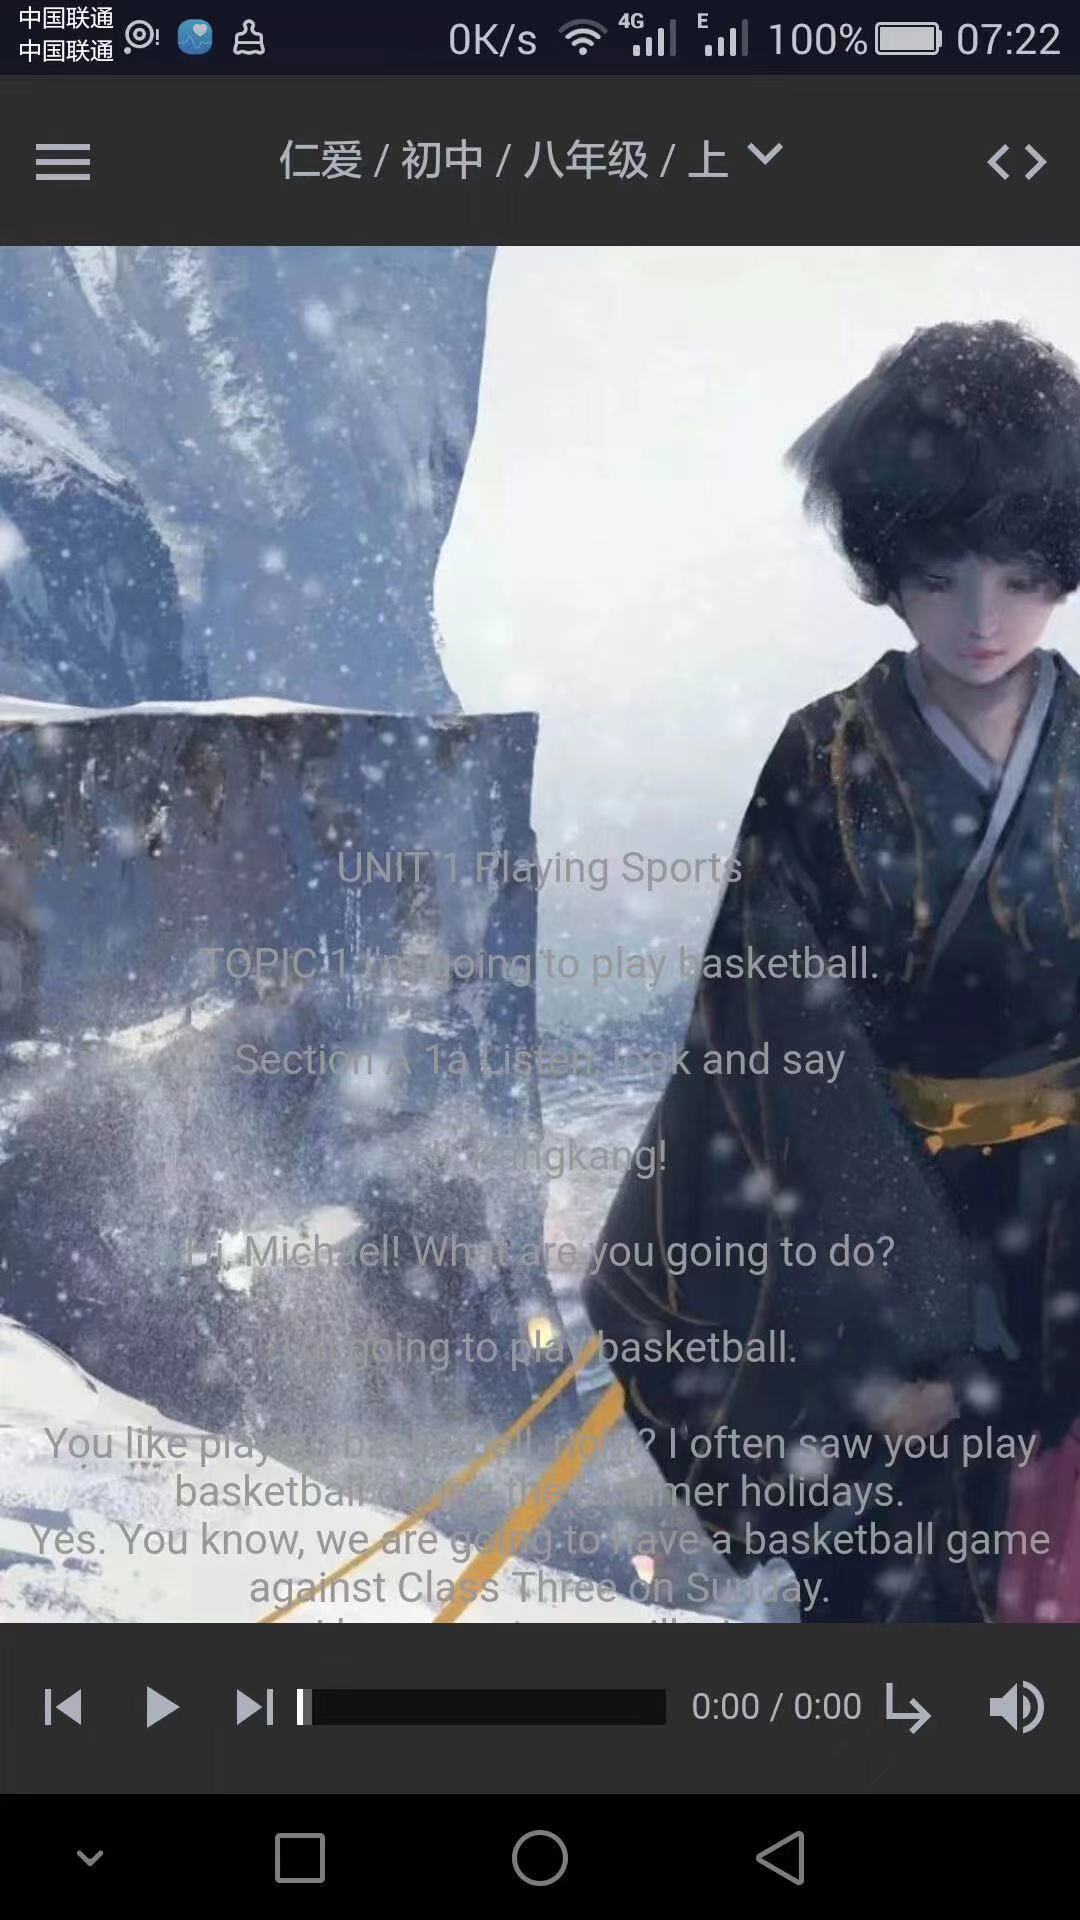 中国联通
中国联通
0K/s 4G E 100% 07:22
仁爱 / 初中 / 八年级 / 上
UNIT 1 Playing Sports
TOPIC 1 I'm going to play basketball.
Section A 1a Listen, look and say
Kangkang!
Hi, Michael! What are you going to do?
I'm going to play basketball.
You like playing basketball, right? I often saw you play
basketball during the summer holidays.
Yes. You know, we are going to have a basketball game
against Class Three on Sunday.
0:00 / 0:00